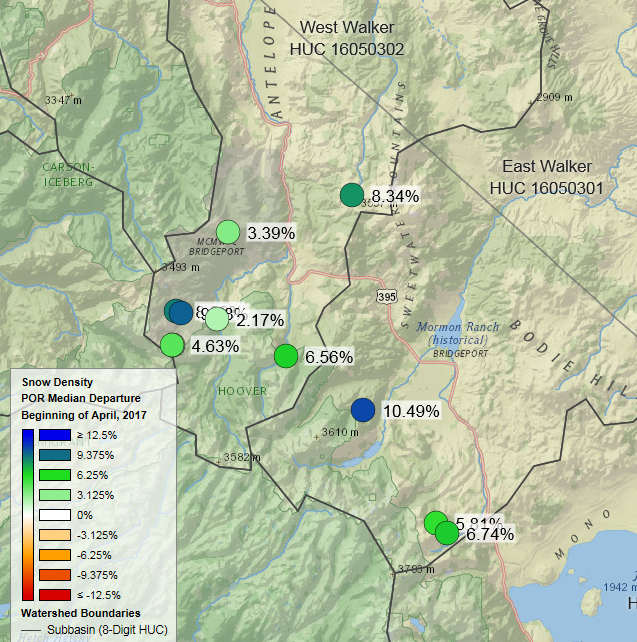 West Walker
HUC 16050302
ANTELOPE
3347 m
2909 m
CARSON-
ICEBERG
East Walker
HUC 16050301
MOUNTAINS
8.34%
3.39%
BRIDGEPORT
3493 m
395
SWEETWATER
2.17%
4.63%
Mormon Ranch
(historical)
BRIDGEPORT
BODIE HIL
6.56%
HOOVER
10.49%
3610 m
3582 m
5.81%
6.74%
MONO
3793 m
1942 m
H
Snow Density
POR Median Departure
Beginning of April, 2017
≥ 12.5%
9.375%
6.25%
3.125%
0%
-3.125%
-6.25%
-9.375%
≤ -12.5%
Watershed Boundaries
Subbasin (8-Digit HUC)